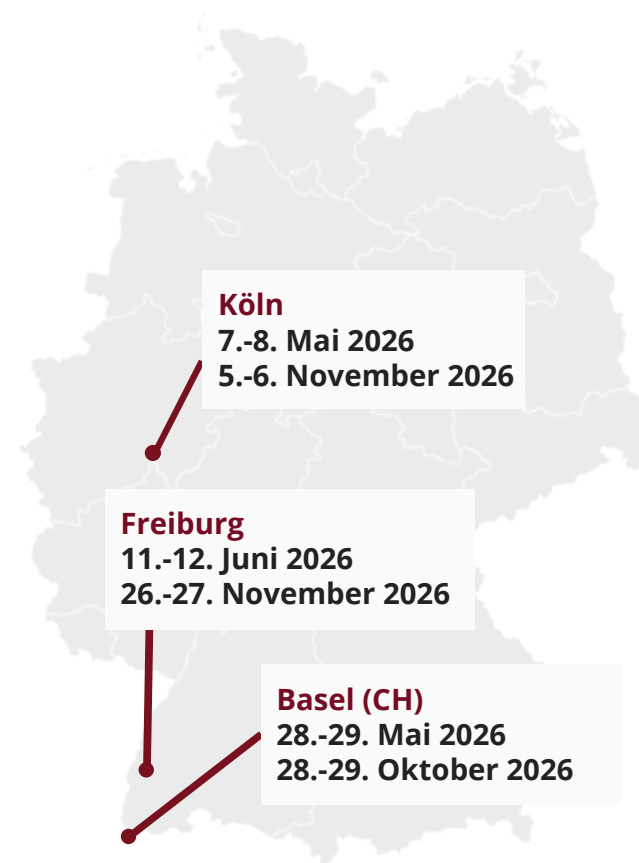 Köln
7.-8. Mai 2026
5.-6. November 2026
Freiburg
11.-12. Juni 2026
26.-27. November 2026
Basel (CH)
28.-29. Mai 2026
28.-29. Oktober 2026